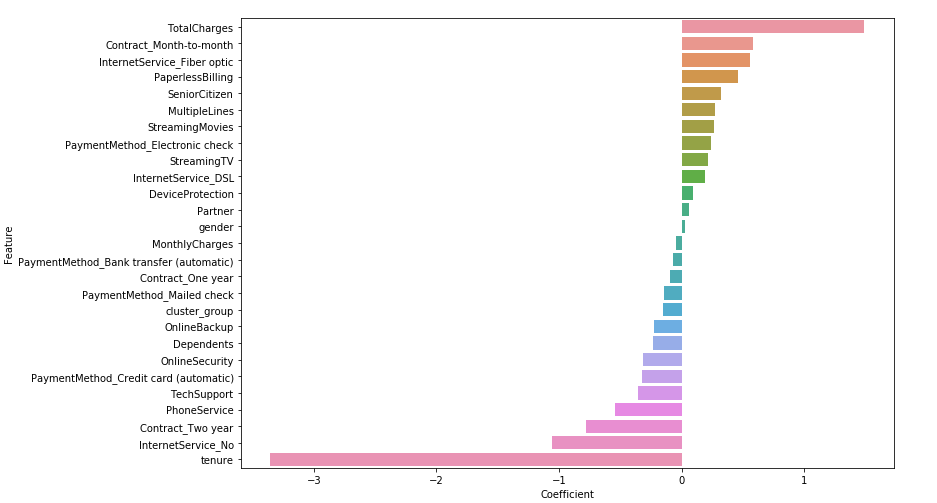 TotalCharges
Contract_Month-to-month
InternetService_Fiber optic
PaperlessBilling
SeniorCitizen
MultipleLines
StreamingMovies
PaymentMethod_Electronic check
StreamingTV
InternetService_DSL
DeviceProtection
Partner
gender
MonthlyCharges
PaymentMethod_Bank transfer (automatic)
Contract_One year
PaymentMethod_Mailed check
cluster_group
OnlineBackup
Dependents
OnlineSecurity
PaymentMethod_Credit card (automatic)
TechSupport
PhoneService
Contract_Two year
InternetService_No
tenure
Feature
−3
−2
−1
0
1
Coefficient